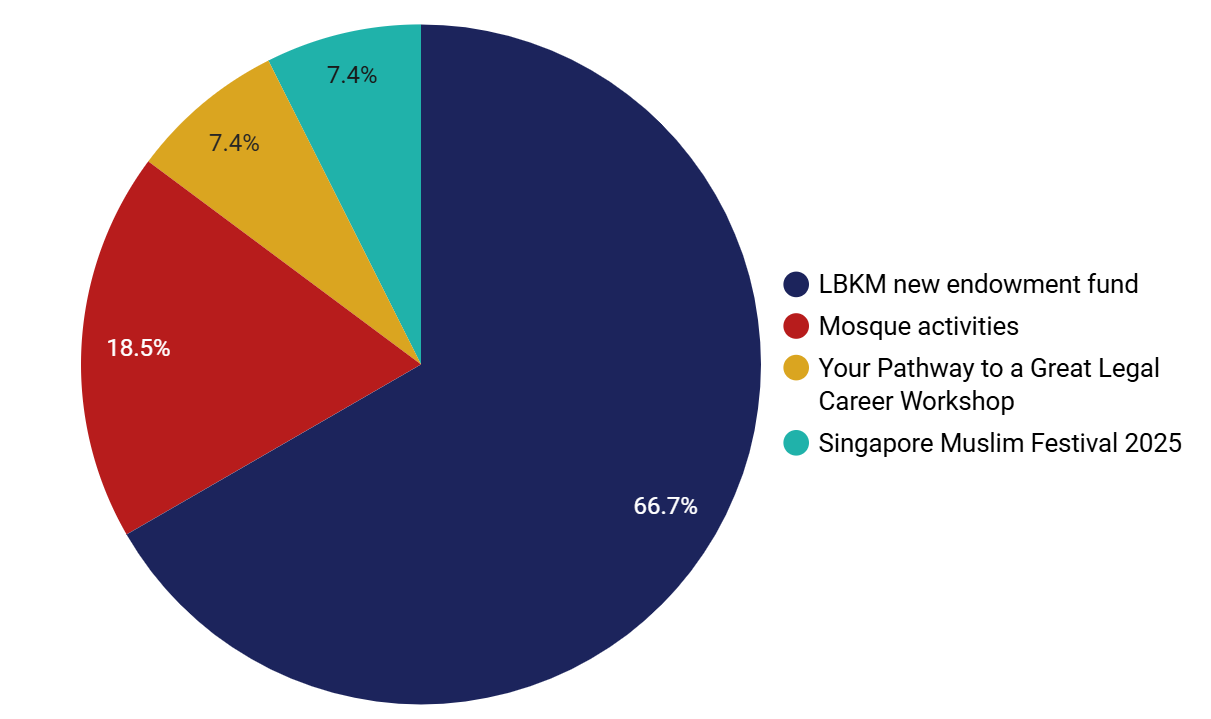 7.4%
7.4%
18.5%
66.7%
LBKM new endowment fund
Mosque activities
Your Pathway to a Great Legal
Career Workshop
Singapore Muslim Festival 2025